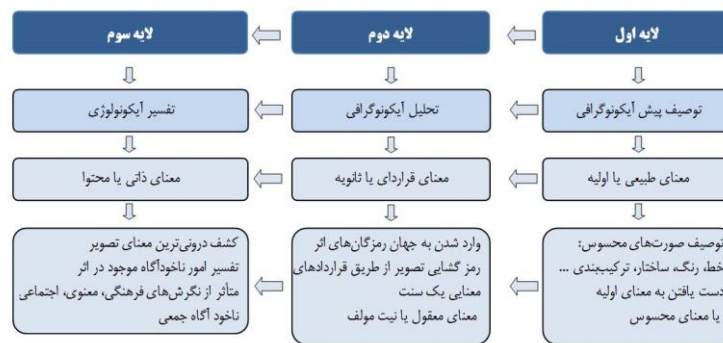 لایه اول
لایه دوم
لایه سوم
توصیف پیش آیکونوگرافی
تحلیل آیکونوگرافی
تفسیر آیکونولوژی
معنای طبیعی یا اولیه
معنای قراردای یا ثانویه
معنای ذاتی یا محتوا
توصیف صورت‌های محسوس:
خط، رنگ، ساختار، ترکیب‌بندی ...
دست یافتن به معنای اولیه
یا معنای محسوس
وارد شدن به جهان رمزگان‌های اثر
رمز گشایی تصویر از طریق قراردادهای
معنایی یک سنت
معنای معقول یا نیت مولف
کشف درونی‌ترین معنای تصویر
تفسیر امور ناخودآگاه موجود در اثر
متأثر از نگرش‌های فرهنگی، معنوی، اجتماعی
ناخود آگاه جمعی